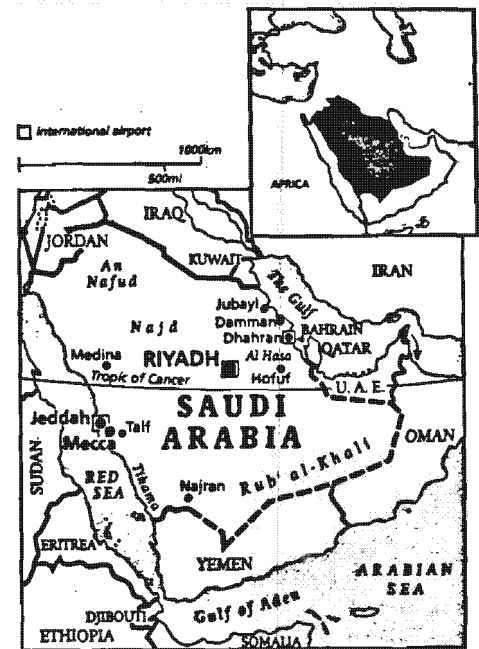 international airport
1000km
500ml
AFRICA
IRAQ
JORDAN
KUWAIT
IRAN
An
Nafud
The Gulf
Jubayl
Damman
Najd
Dhahran
BAHRAIN
QATAR
Medina
RIYADH
Al Hasa
Tropic of Cancer
Hofuf
U. A. E.
SAUDI
ARABIA
Jeddah
Mecca
Taif
OMAN
SUDAN
RED
SEA
Tihama
Najran
Rub' al-Khali
ERITREA
YEMEN
ARABIAN
SEA
Gulf of Aden
DJIBOUTI
ETHIOPIA
SOMALIA